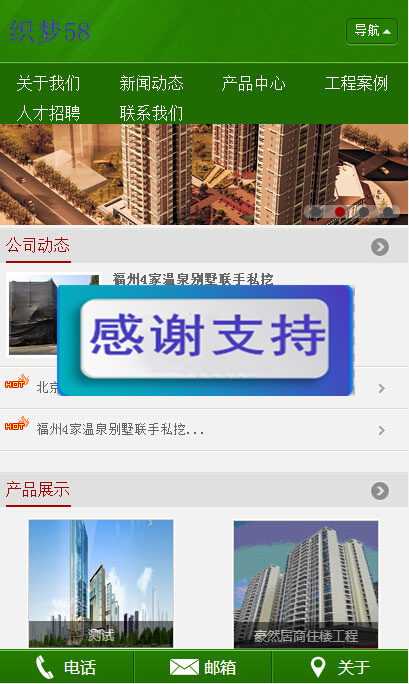 织梦58
导航
关于我们 新闻动态 产品中心 工程案例
人才招聘 联系我们
公司动态
福州4家温泉别墅联手私挖
感谢支持
HOT 北京
HOT 福州4家温泉别墅联手私挖...
产品展示
测试 豪然居商住楼工程
电话 邮箱 关于